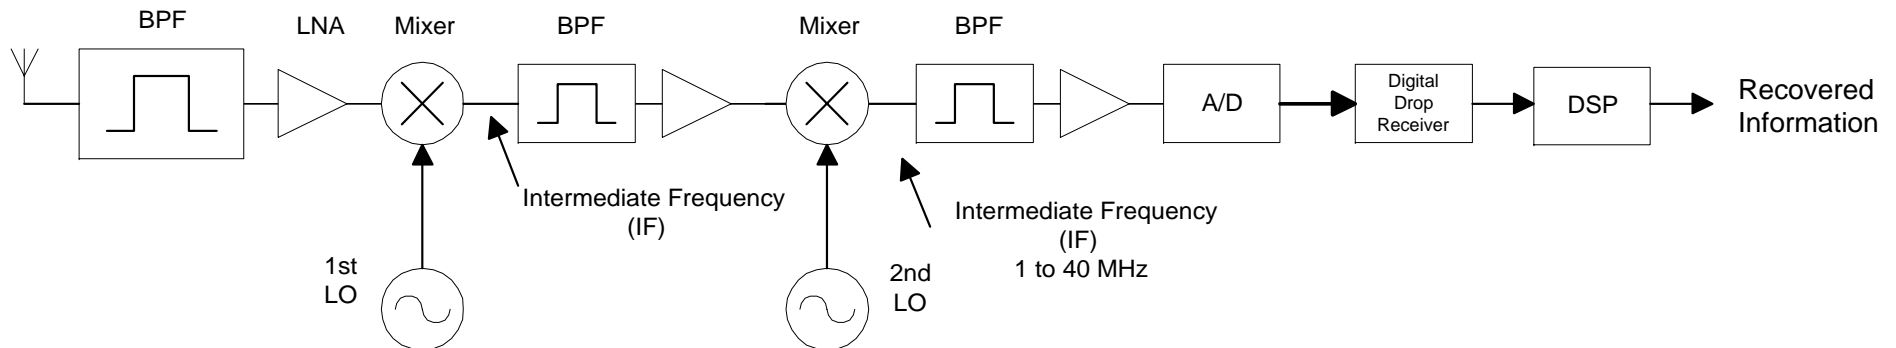 BPF
LNA
Mixer
BPF
Mixer
BPF
A/D
Digital
Drop
Receiver
DSP
Recovered
Information
Intermediate Frequency
(IF)
Intermediate Frequency
(IF)
1 to 40 MHz
1st
LO
2nd
LO